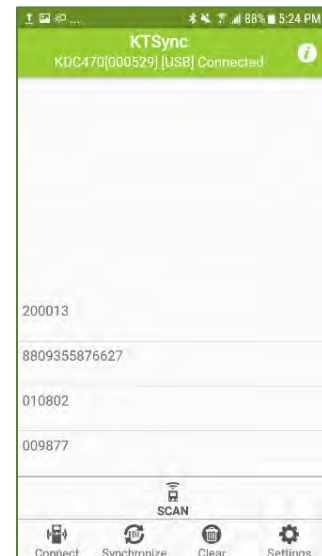 88% 5:24 PM
KTSync
KDC470[000529] [USB] Connected
200013
8809355876627
010802
009877
SCAN
Connect Synchronize Clear Settings